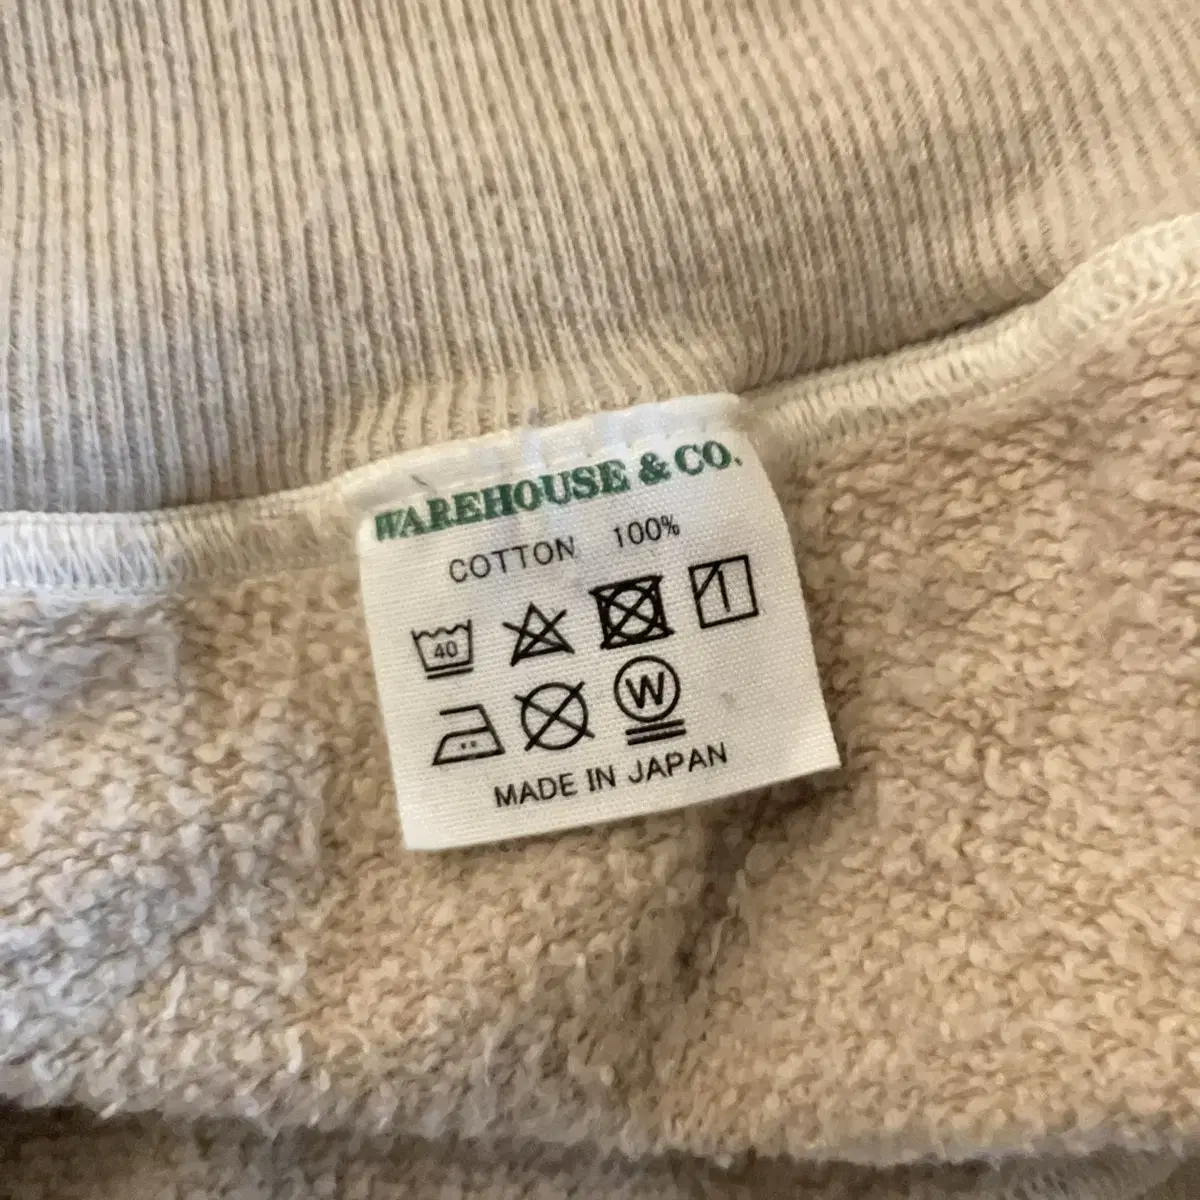 WAREHOUSE & CO.
COTTON 100%
40
W
MADE IN JAPAN